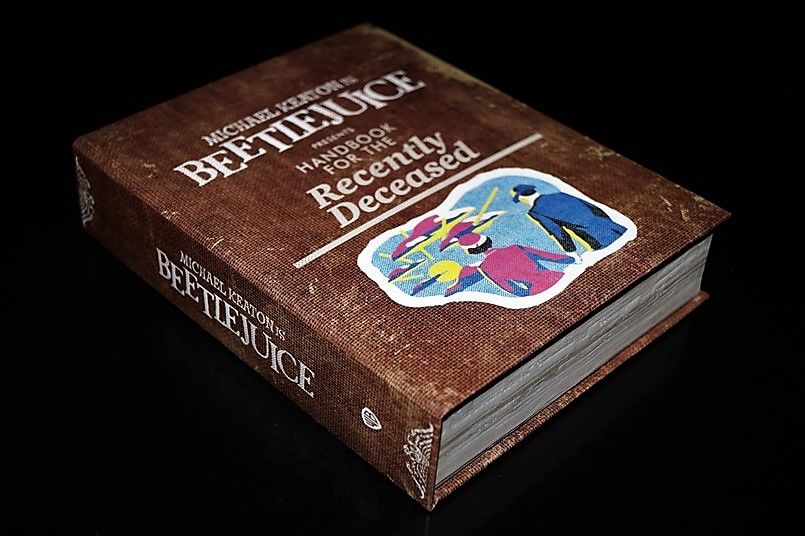 MICHAEL KEATON IS
BEETLEJUICE
PRESENTS
HANDBOOK
FOR THE
Recently
Deceased
MICHAEL KEATON IS
BEETLEJUICE